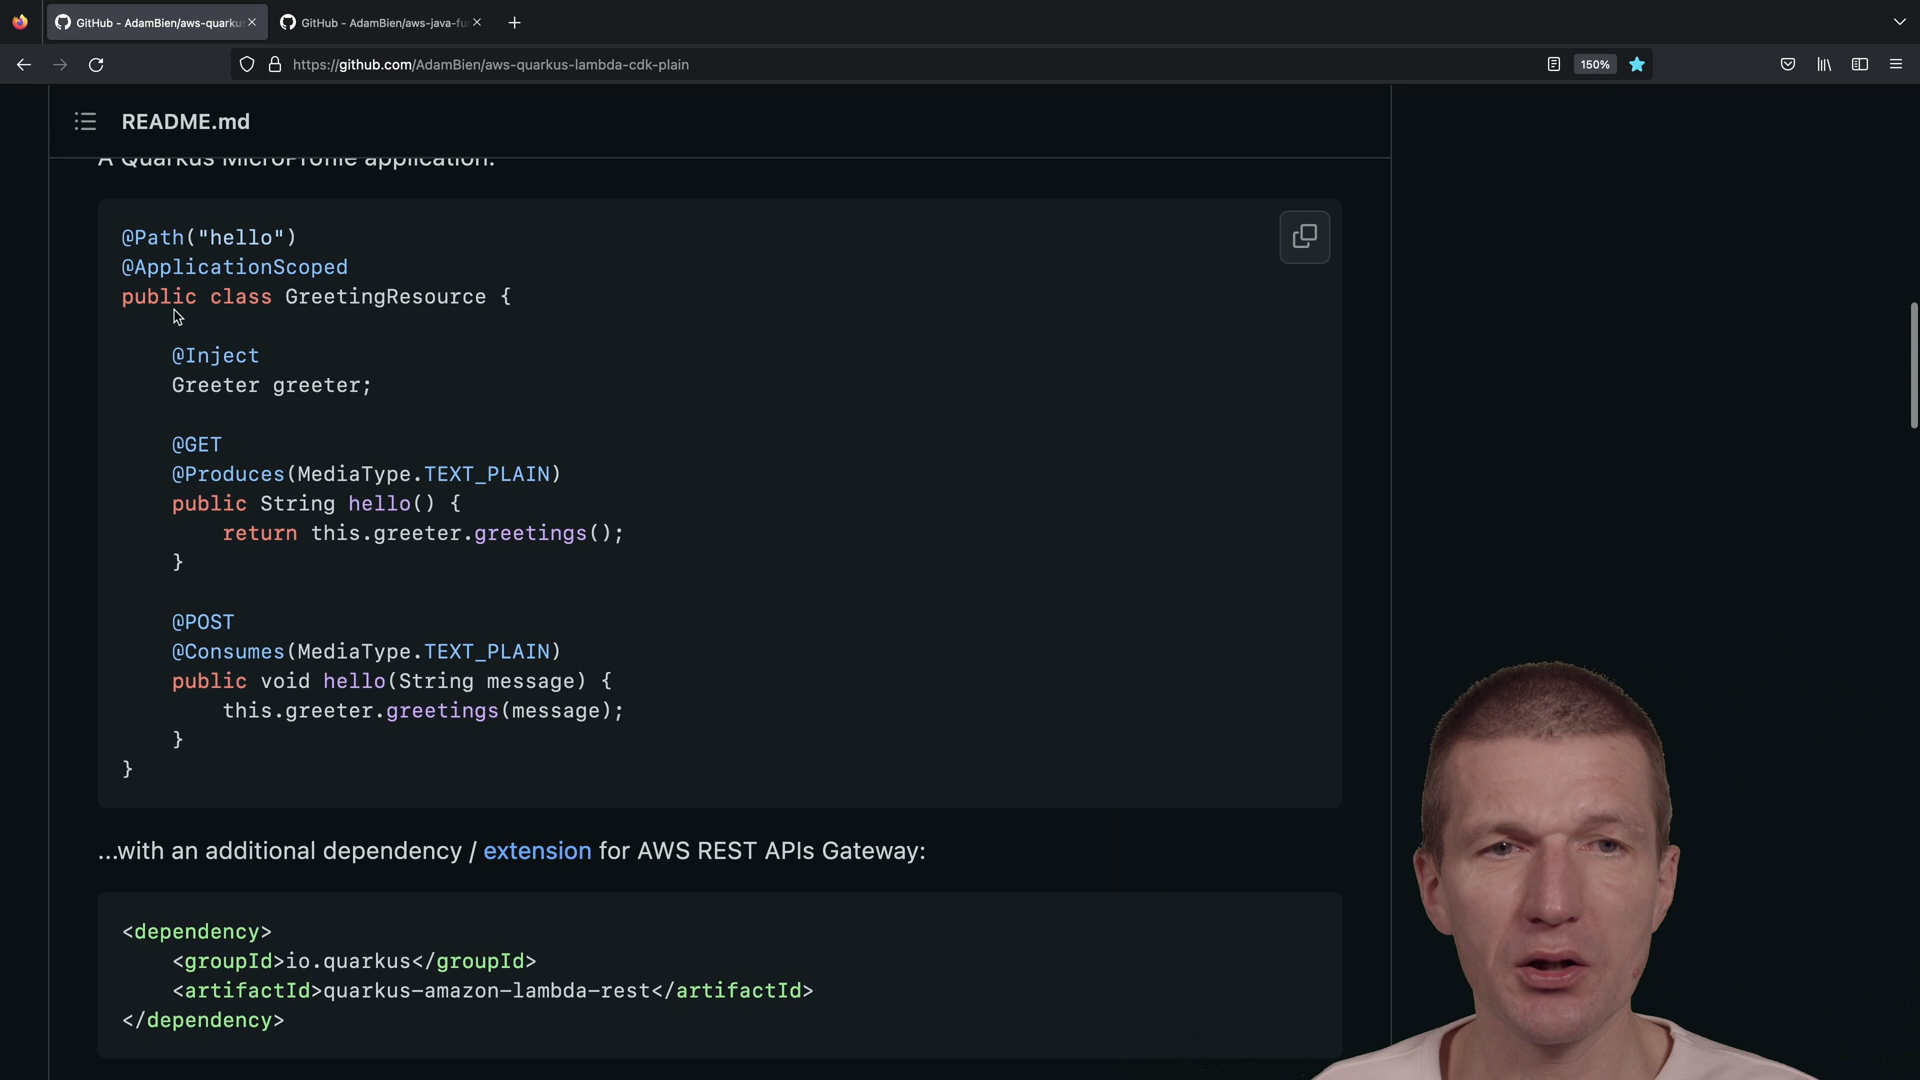 GitHub - AdamBien/aws-quarku
GitHub - AdamBien/aws-java-fu
https://github.com/AdamBien/aws-quarkus-lambda-cdk-plain
150%
README.md
A Quarkus MicroProfile application:
@Path("hello")
@ApplicationScoped
public class GreetingResource {
@Inject
Greeter greeter;
@GET
@Produces(MediaType.TEXT_PLAIN)
public String hello() {
return this.greeter.greetings();
}
@POST
@Consumes(MediaType.TEXT_PLAIN)
public void hello(String message) {
this.greeter.greetings(message);
}
}
...with an additional dependency / extension for AWS REST APIs Gateway:
<dependency>
<groupId>io.quarkus</groupId>
<artifactId>quarkus-amazon-lambda-rest</artifactId>
</dependency>